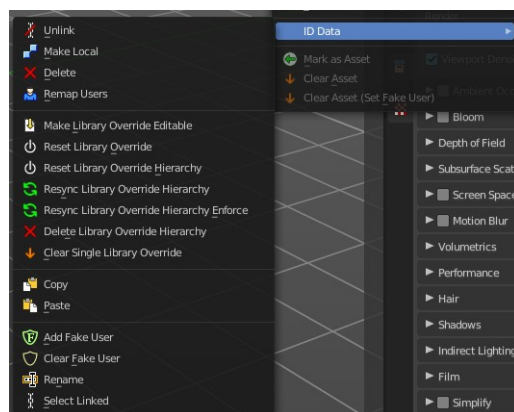 Unlink
Make Local
Delete
Remap Users
Make Library Override Editable
Reset Library Override
Reset Library Override Hierarchy
Resync Library Override Hierarchy
Resync Library Override Hierarchy Enforce
Delete Library Override Hierarchy
Clear Single Library Override
Copy
Paste
Add Fake User
Clear Fake User
Rename
Select Linked
ID Data
Mark as Asset
Clear Asset
Clear Asset (Set Fake User)
Render
Viewport Deno
Ambient Occ
Bloom
Depth of Field
Subsurface Scat
Screen Space
Motion Blur
Volumetrics
Performance
Hair
Shadows
Indirect Lighting
Film
Simplify